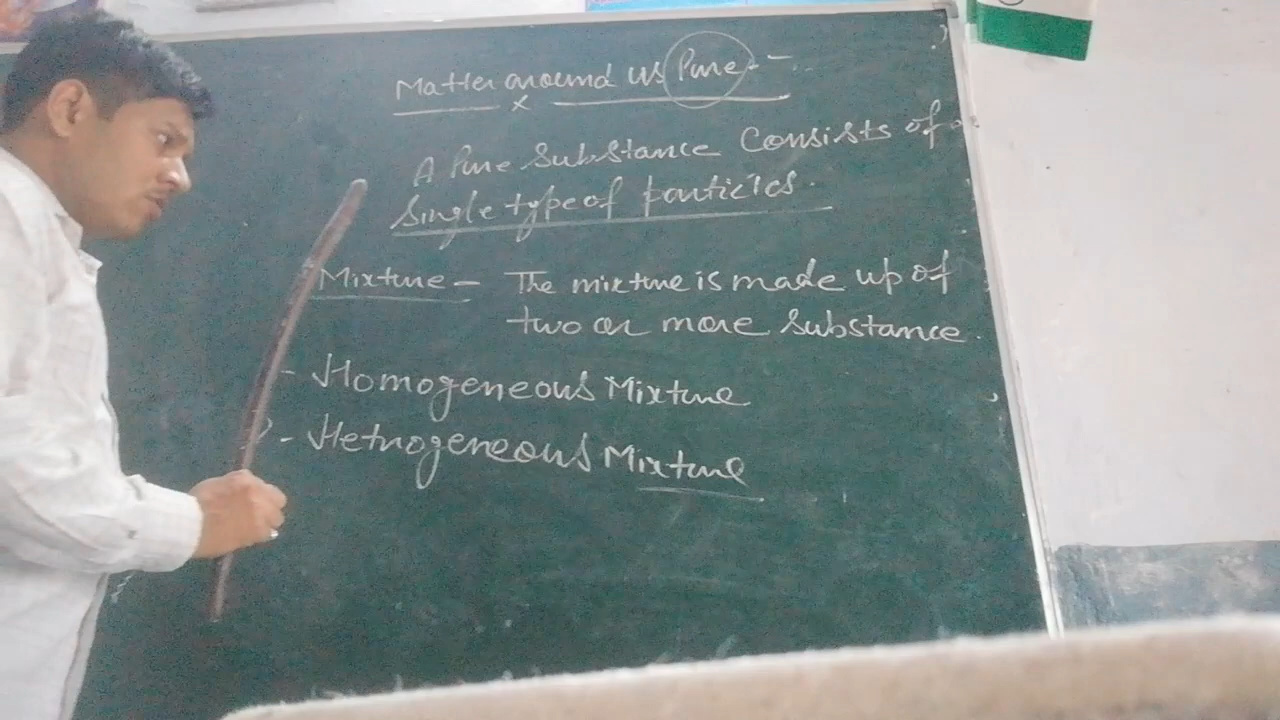 Matter around us Pure :-
A Pure Substance Consists of a
Single type of particles.
Mixture - The mixture is made up of
two or more substance.
- Homogeneous Mixture
- Hetrogeneous Mixture